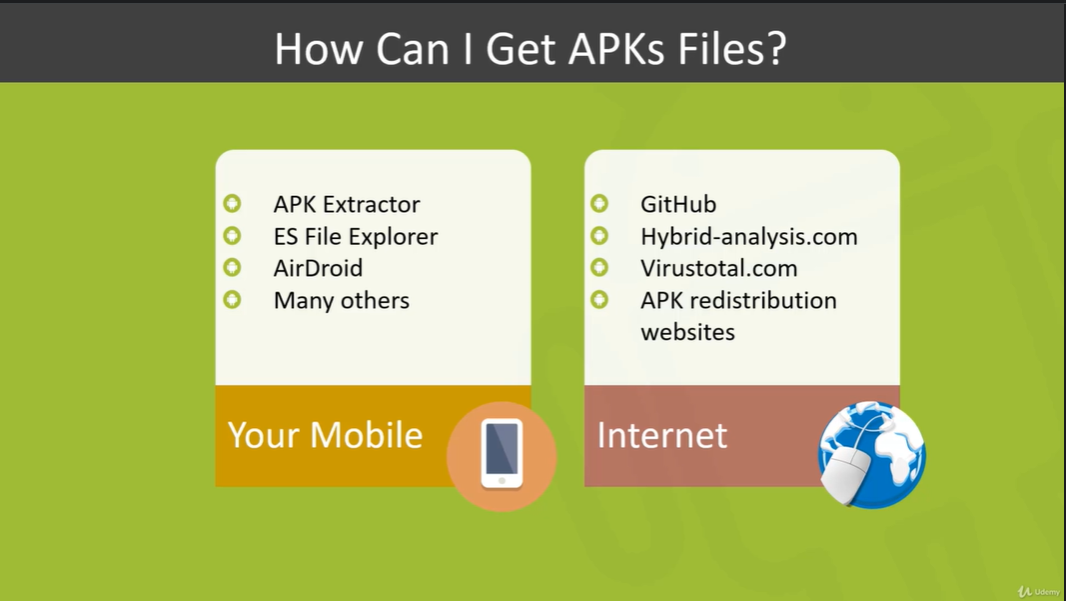 How Can I Get APKs Files?
APK Extractor
ES File Explorer
AirDroid
Many others
Your Mobile
GitHub
Hybrid-analysis.com
Virustotal.com
APK redistribution
websites
Internet
Udemy